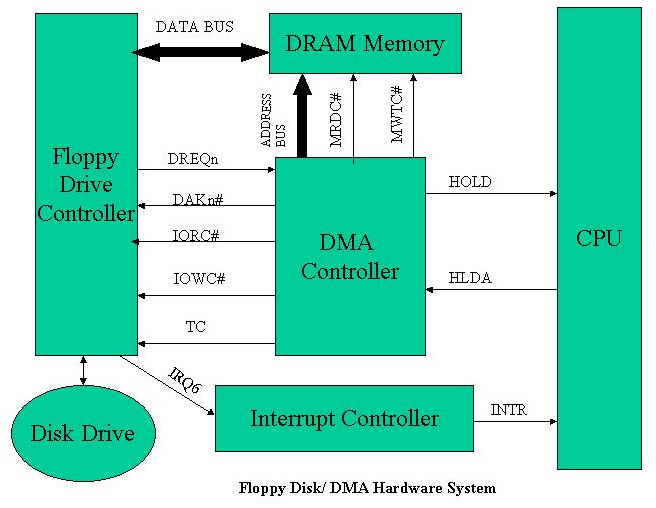 DATA BUS
DRAM Memory
ADDRESS
BUS
MRDC#
MWTC#
Floppy
Drive
Controller
DREQn
DAKn#
IORC#
IOWC#
TC
DMA
Controller
HOLD
HLDA
CPU
IRQ6
Disk Drive
Interrupt Controller
INTR
Floppy Disk/ DMA Hardware System